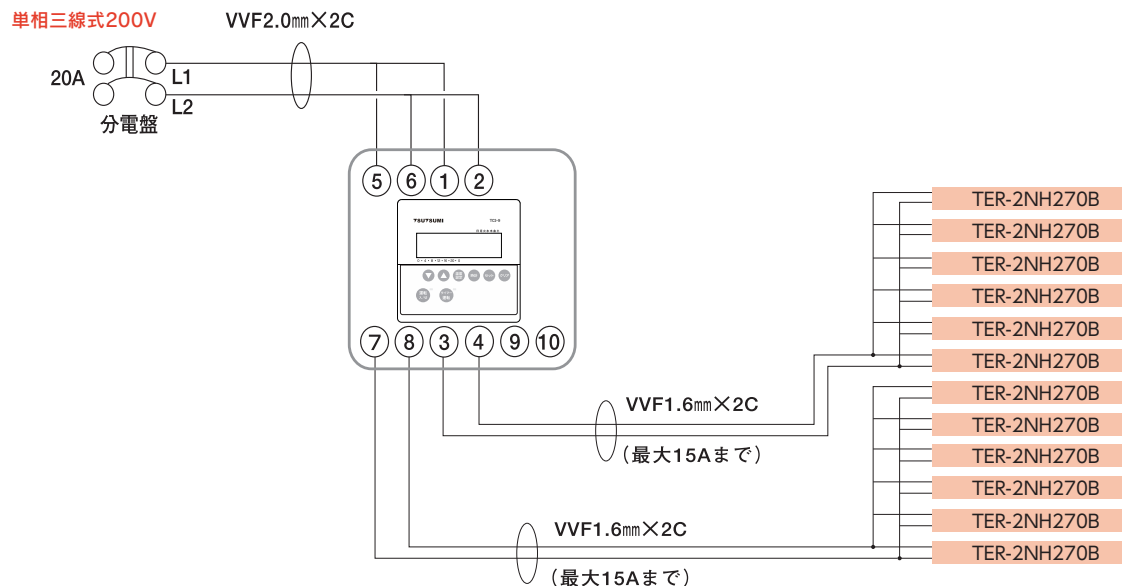 単相三線式200V
VVF2.0㎜×2C
20A
L1
L2
分電盤
5 6 1 2
TSUTSUMI
7 8 3 4 9 10
TER-2NH270B
TER-2NH270B
TER-2NH270B
TER-2NH270B
TER-2NH270B
TER-2NH270B
VVF1.6㎜×2C
(最大15Aまで)
TER-2NH270B
TER-2NH270B
TER-2NH270B
TER-2NH270B
TER-2NH270B
TER-2NH270B
VVF1.6㎜×2C
(最大15Aまで)